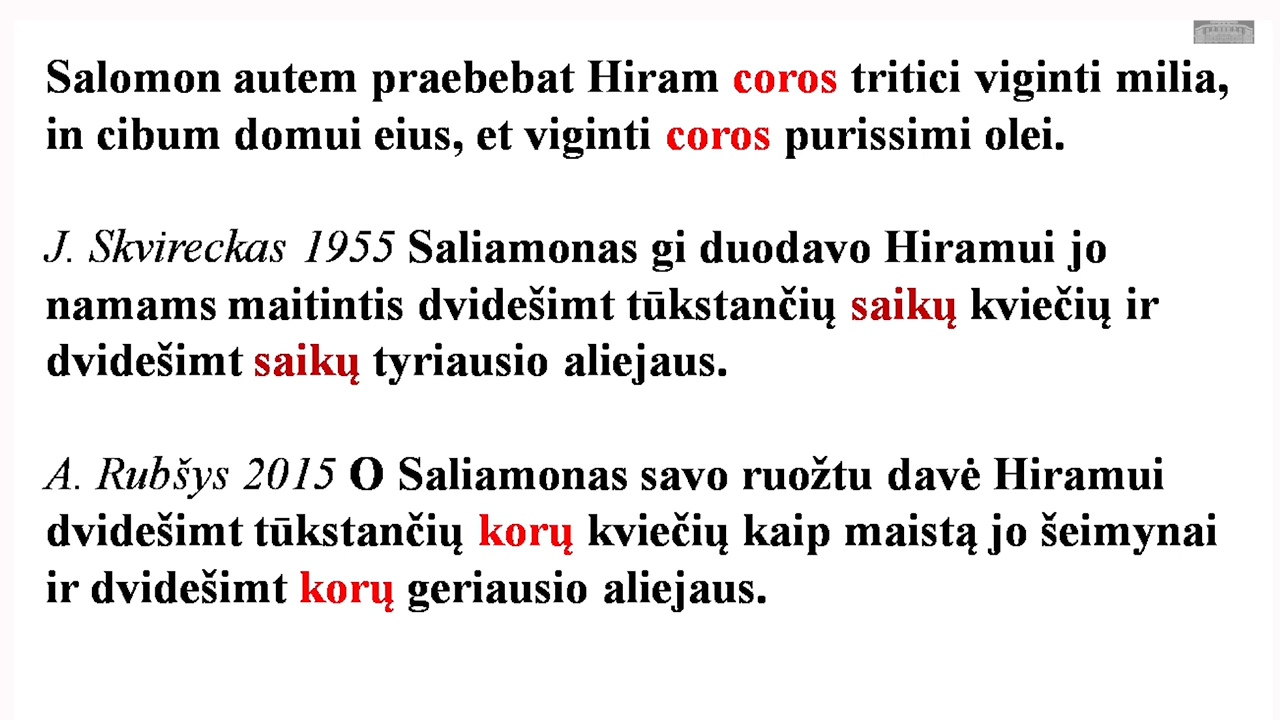 Salomon autem praebebat Hiram coros tritici viginti milia,
in cibum domui eius, et viginti coros purissimi olei.
J. Skvireckas 1955 Saliamonas gi duodavo Hiramui jo
namams maitintis dvidešimt tūkstančių saikų kviečių ir
dvidešimt saikų tyriausio aliejaus.
A. Rubšys 2015 O Saliamonas savo ruožtu davė Hiramui
dvidešimt tūkstančių korų kviečių kaip maistą jo šeimynai
ir dvidešimt korų geriausio aliejaus.